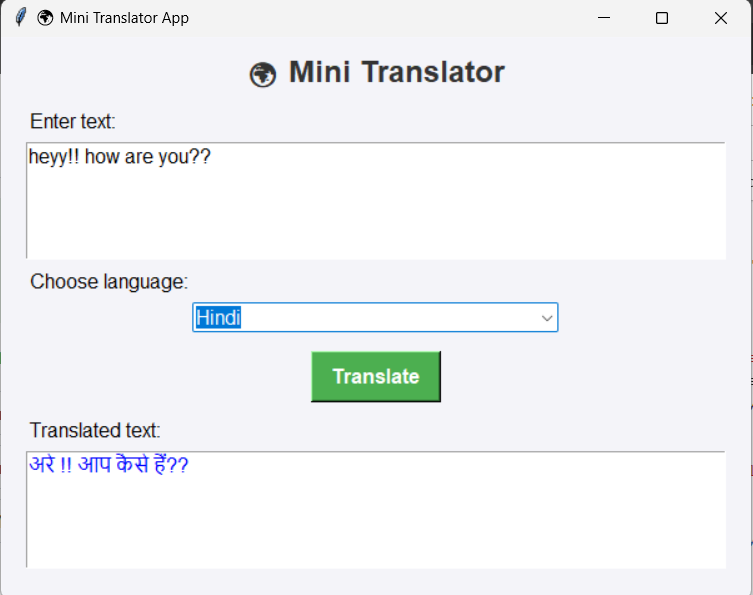 🌍 Mini Translator App
🌍 Mini Translator
Enter text:
heyy!! how are you??
Choose language:
Hindi
Translate
Translated text:
अरे !! आप कैसे हैं??